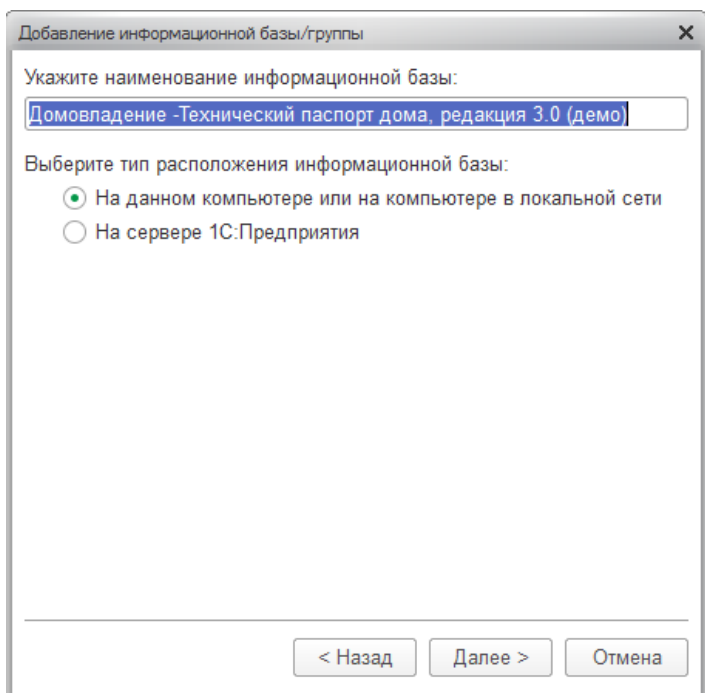 Добавление информационной базы/группы
Укажите наименование информационной базы:
Домовладение -Технический паспорт дома, редакция 3.0 (демо)
Выберите тип расположения информационной базы:
На данном компьютере или на компьютере в локальной сети
На сервере 1С:Предприятия
< Назад
Далее >
Отмена